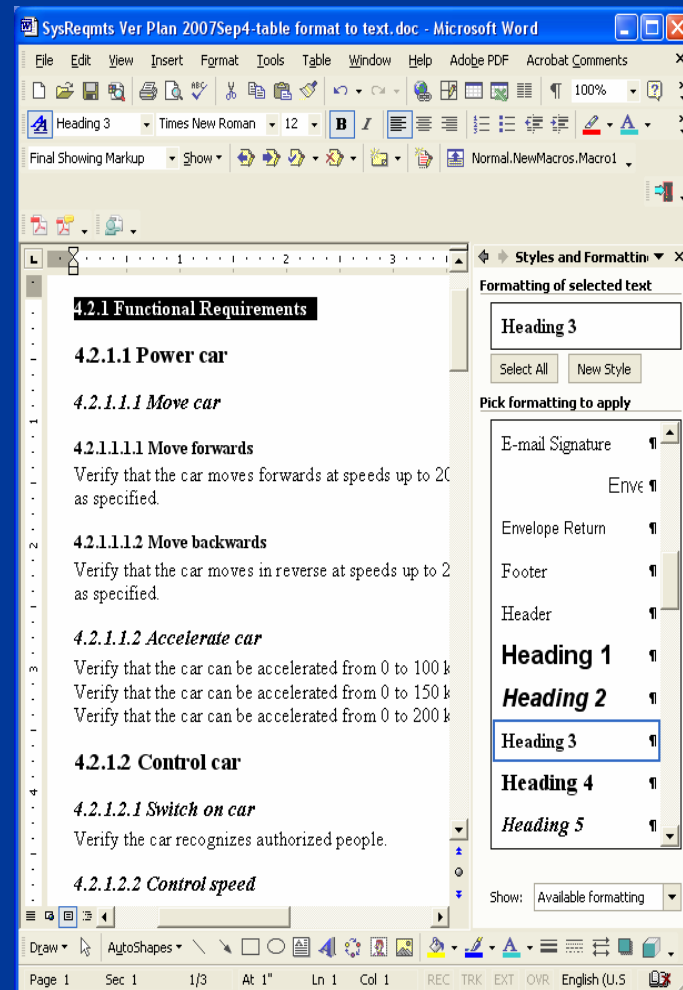 SysReqmts Ver Plan 2007Sep4-table format to text.doc - Microsoft Word
File Edit View Insert Format Tools Table Window Help Adobe PDF Acrobat Comments
100%
Heading 3 Times New Roman 12 B I
Final Showing Markup Show Normal.NewMacros.Macro1
Styles and Formattin
L 1 2 3
Formatting of selected text
Heading 3
Select All New Style
Pick formatting to apply
E-mail Signature
Enve
Envelope Return
Footer
Header
Heading 1
Heading 2
Heading 3
Heading 4
Heading 5
Show: Available formatting
4.2.1 Functional Requirements
4.2.1.1 Power car
4.2.1.1.1 Move car
4.2.1.1.1.1 Move forwards
Verify that the car moves forwards at speeds up to 20
as specified.
4.2.1.1.1.2 Move backwards
Verify that the car moves in reverse at speeds up to 2
as specified.
4.2.1.1.2 Accelerate car
Verify that the car can be accelerated from 0 to 100 k
Verify that the car can be accelerated from 0 to 150 k
Verify that the car can be accelerated from 0 to 200 k
4.2.1.2 Control car
4.2.1.2.1 Switch on car
Verify the car recognizes authorized people.
4.2.1.2.2 Control speed
Draw AutoShapes
Page 1 Sec 1 1/3 At 1" Ln 1 Col 1 REC TRK EXT OVR English (U.S